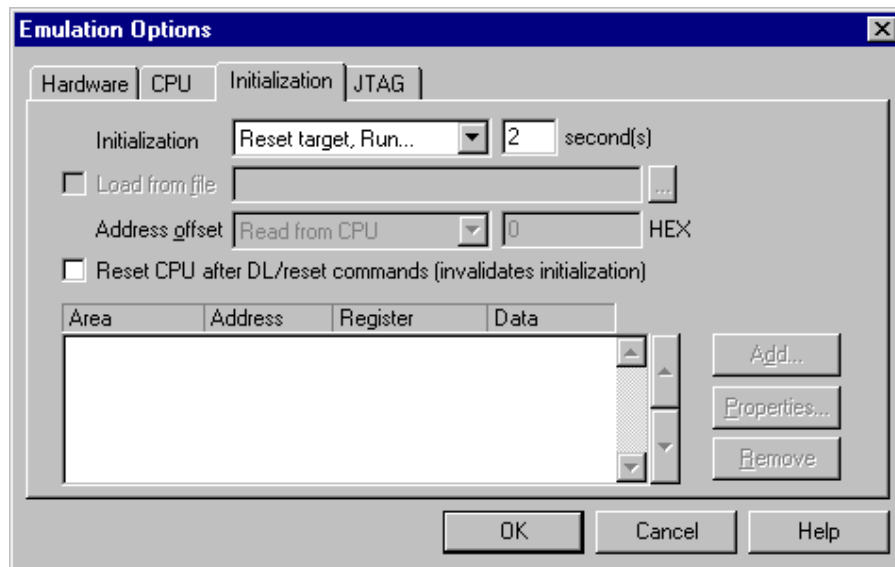 Emulation Options
Hardware CPU Initialization JTAG
Initialization Reset target, Run... 2 second(s)
Load from file ...
Address offset Read from CPU 0 HEX
Reset CPU after DL/reset commands (invalidates initialization)
Area Address Register Data
Add...
Properties...
Remove
OK Cancel Help